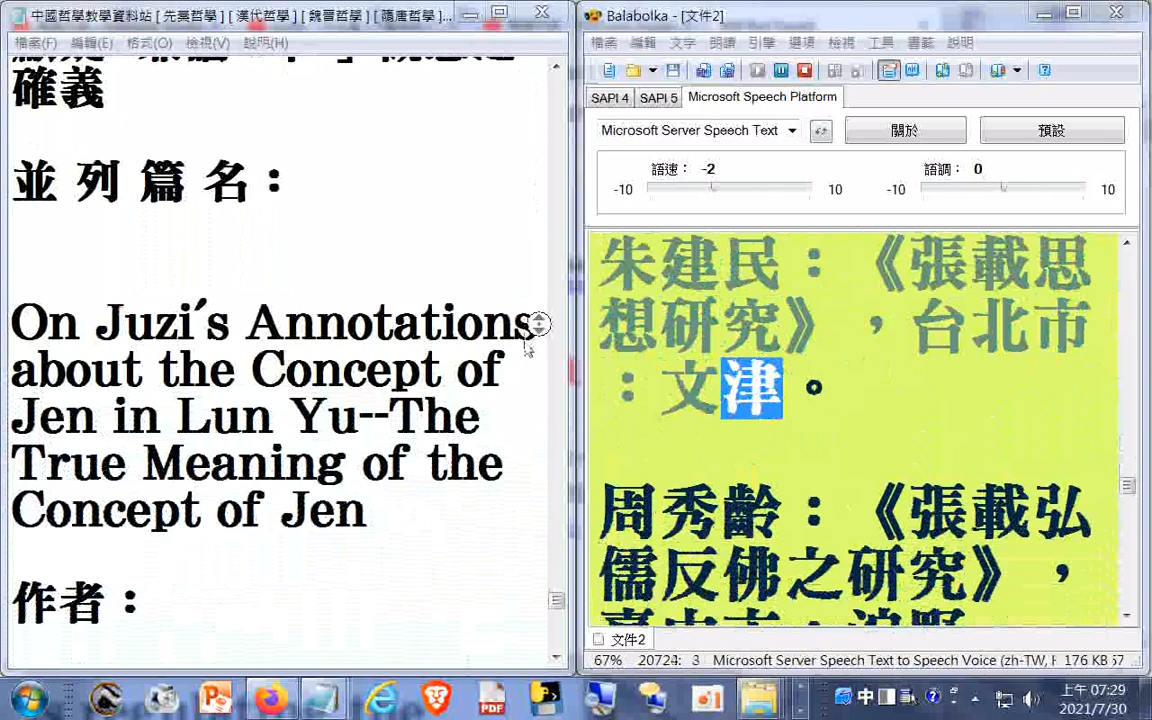 中國哲學教學資料站 [ 先秦哲學 ] [ 漢代哲學 ] [ 魏晉哲學 ] [ 隋唐哲學 ]...
檔案(F) 編輯(E) 格式(O) 檢視(V) 說明(H)
確義
並 列 篇 名：
On Juzi's Annotations
about the Concept of
Jen in Lun Yu--The
True Meaning of the
Concept of Jen
作者：
Balabolka - [文件2]
檔案 編輯 文字 朗讀 引擎 選項 檢視 工具 書籤 說明
SAPI 4 SAPI 5 Microsoft Speech Platform
Microsoft Server Speech Text 關於 預設
語速： -2 語調： 0
-10 10 -10 10
朱建民：《張載思
想研究》，台北市
：文津。
周秀齡：《張載弘
儒反佛之研究》，
文件2
67% 20724: 3 Microsoft Server Speech Text to Speech Voice (zh-TW, 176 KB
中
上午 07:29
2021/7/30